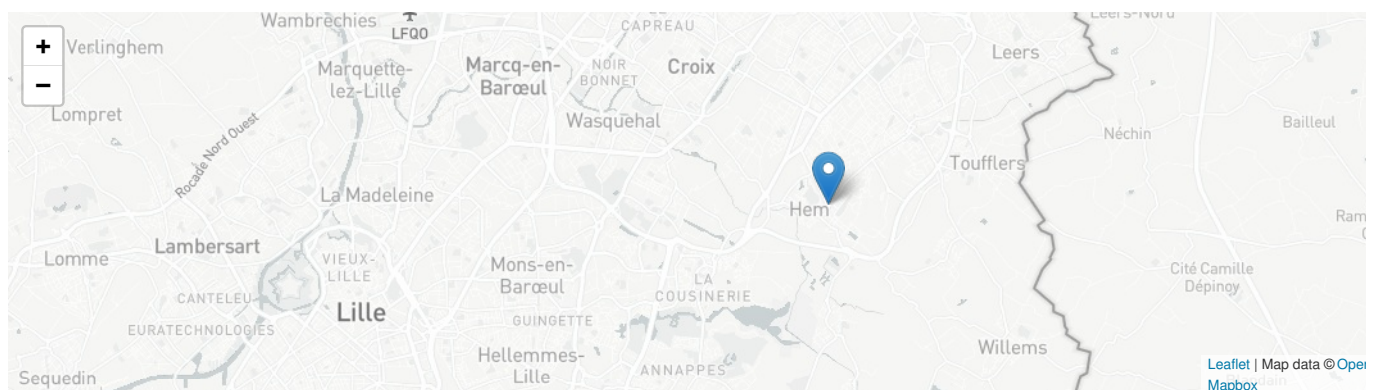 Wambrechies
LFQO
CAPREAU
Leers-Nord
+
Verlinghem
Marquette-
lez-Lille
Marcq-en-
Barœul
NOIR
BONNET
Croix
Leers
−
Lompret
Rocade Nord Ouest
Wasquehal
Néchin
Bailleul
Toufflers
La Madeleine
Hem
Ram
Lambersart
Lomme
VIEUX-
LILLE
Mons-en-
Barœul
LA
COUSINERIE
Cité Camille
Dépinoy
CANTELEU
Lille
GUINGETTE
EURATECHNOLOGIES
Hellemmes-
Lille
ANNAPPES
Willems
Sequedin
Leaflet | Map data © Oper
Mapbox